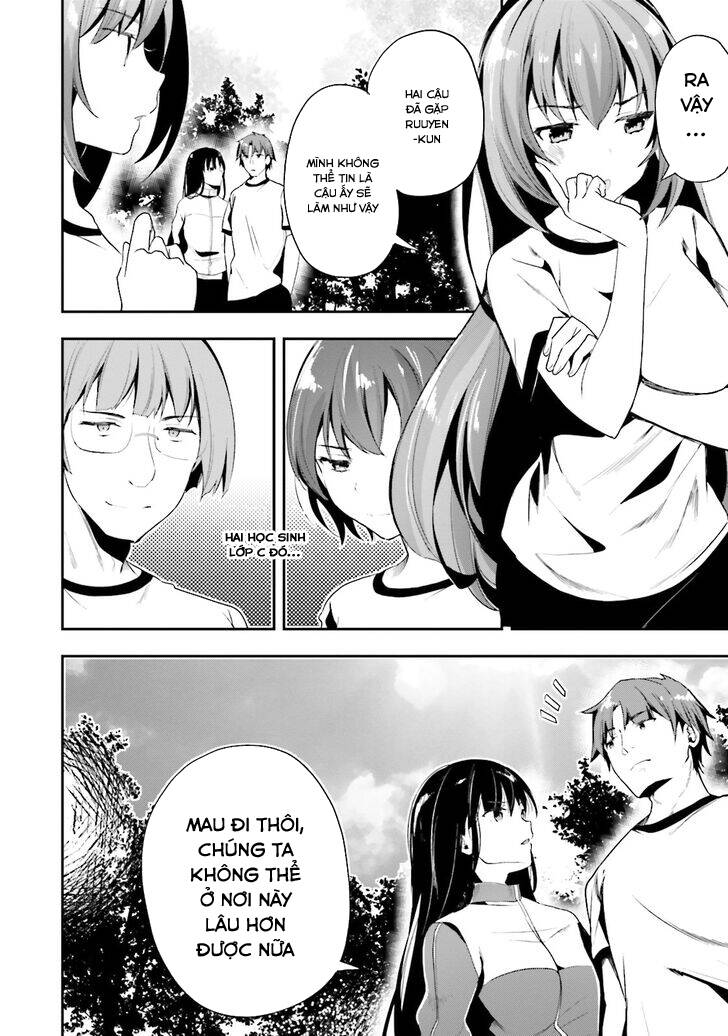 RA
VẬY
...
HAI CẬU
ĐÃ GẶP
RUUYEN
-KUN
MÌNH KHÔNG
THỂ TIN LÀ
CẬU ẤY SẼ
LÀM NHƯ VẬY
HAI HỌC SINH
LỚP C ĐÓ...
MAU ĐI THÔI,
CHÚNG TA
KHÔNG THỂ
Ở NƠI NÀY
LÂU HƠN
ĐƯỢC NỮA